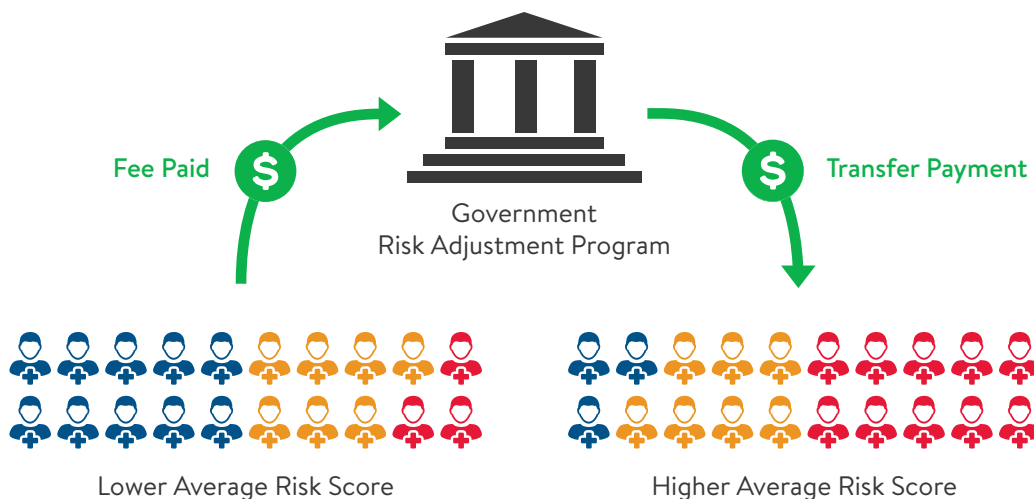 Fee Paid
$
$
Transfer Payment
Government
Risk Adjustment Program
Lower Average Risk Score
Higher Average Risk Score